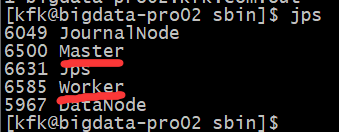 [kfk@bigdata-pro02 sbin]$ jps
6049 JournalNode
6500 Master
6631 Jps
6585 Worker
5967 DataNode
[kfk@bigdata-pro02 sbin]$